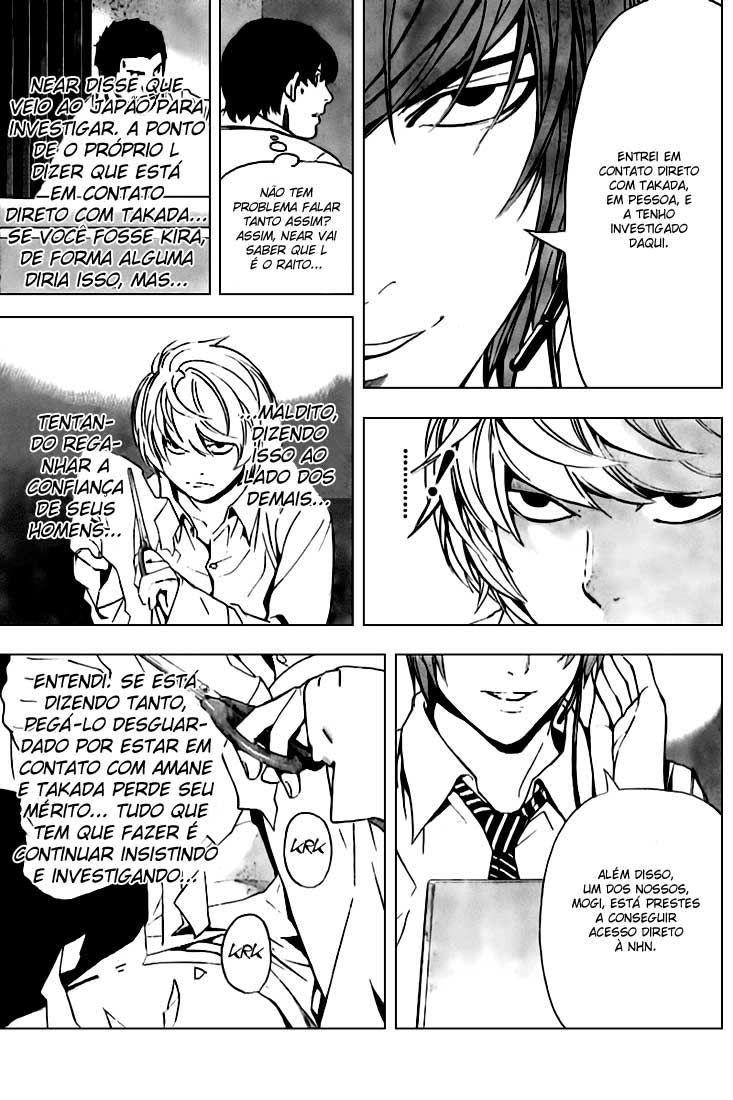 ENTREI EM
CONTATO DIRETO
COM TAKADA,
EM PESSOA, E
A TENHO
INVESTIGADO
DAQUI.
NÃO TEM
PROBLEMA FALAR
TANTO ASSIM?
ASSIM, NEAR VAI
SABER QUE L
É O RAITO...
NEAR DISSE QUE
VEIO AO JAPÃO PARA
INVESTIGAR. A PONTO
DE O PRÓPRIO L
DIZER QUE ESTÁ
EM CONTATO
DIRETO COM TAKADA...
SE VOCÊ FOSSE KIRA,
DE FORMA ALGUMA
DIRIA ISSO, MAS...
...MALDITO,
DIZENDO
ISSO AO
LADO DOS
DEMAIS...
TENTAN-
DO REGA-
NHAR A
CONFIANÇA
DE SEUS
HOMENS...
ALÉM DISSO,
UM DOS NOSSOS,
MOGI, ESTÁ PRESTES
A CONSEGUIR
ACESSO DIRETO
À NHN.
ENTENDI! SE ESTÁ
DIZENDO TANTO,
PEGÁ-LO DESGUAR-
DADO POR ESTAR EM
CONTATO COM AMANE
E TAKADA PERDE SEU
MÉRITO... TUDO QUE
TEM QUE FAZER É
CONTINUAR INSISTINDO
E INVESTIGANDO...
KRK
KRK